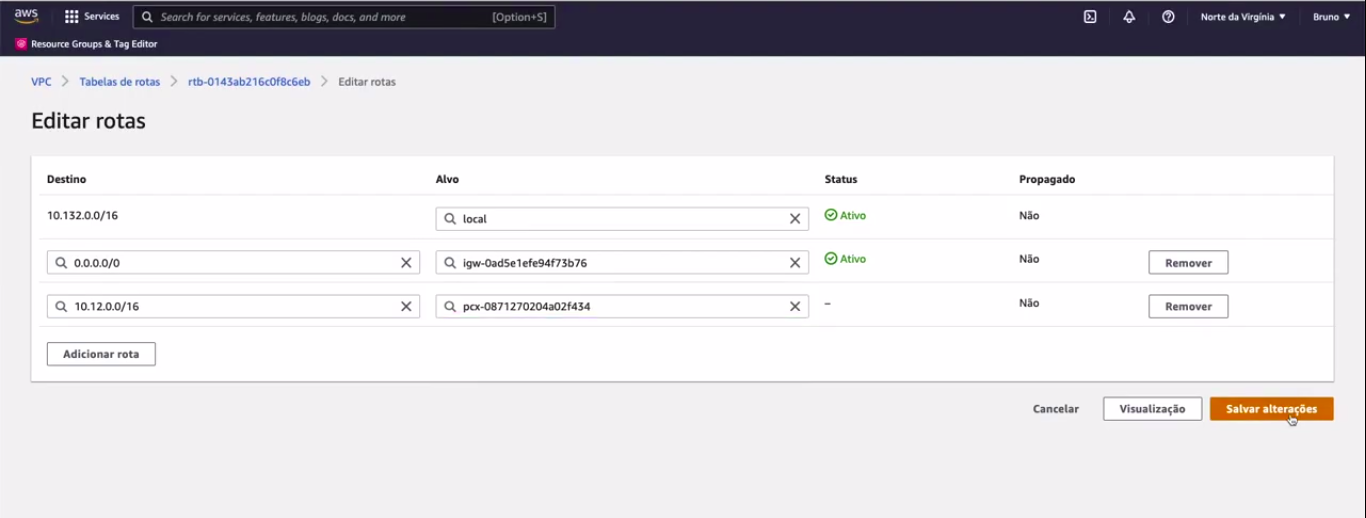 aws Services Search for services, features, blogs, docs, and more [Option+S] Norte da Virgínia Bruno
Resource Groups & Tag Editor
VPC Tabelas de rotas rtb-0143ab216c0f8c6eb Editar rotas
Editar rotas
Destino Alvo Status Propagado
10.132.0.0/16 local Ativo Não
0.0.0.0/0 igw-0ad5e1efe94f73b76 Ativo Não Remover
10.12.0.0/16 pcx-0871270204a02f434 – Não Remover
Adicionar rota
Cancelar Visualização Salvar alterações